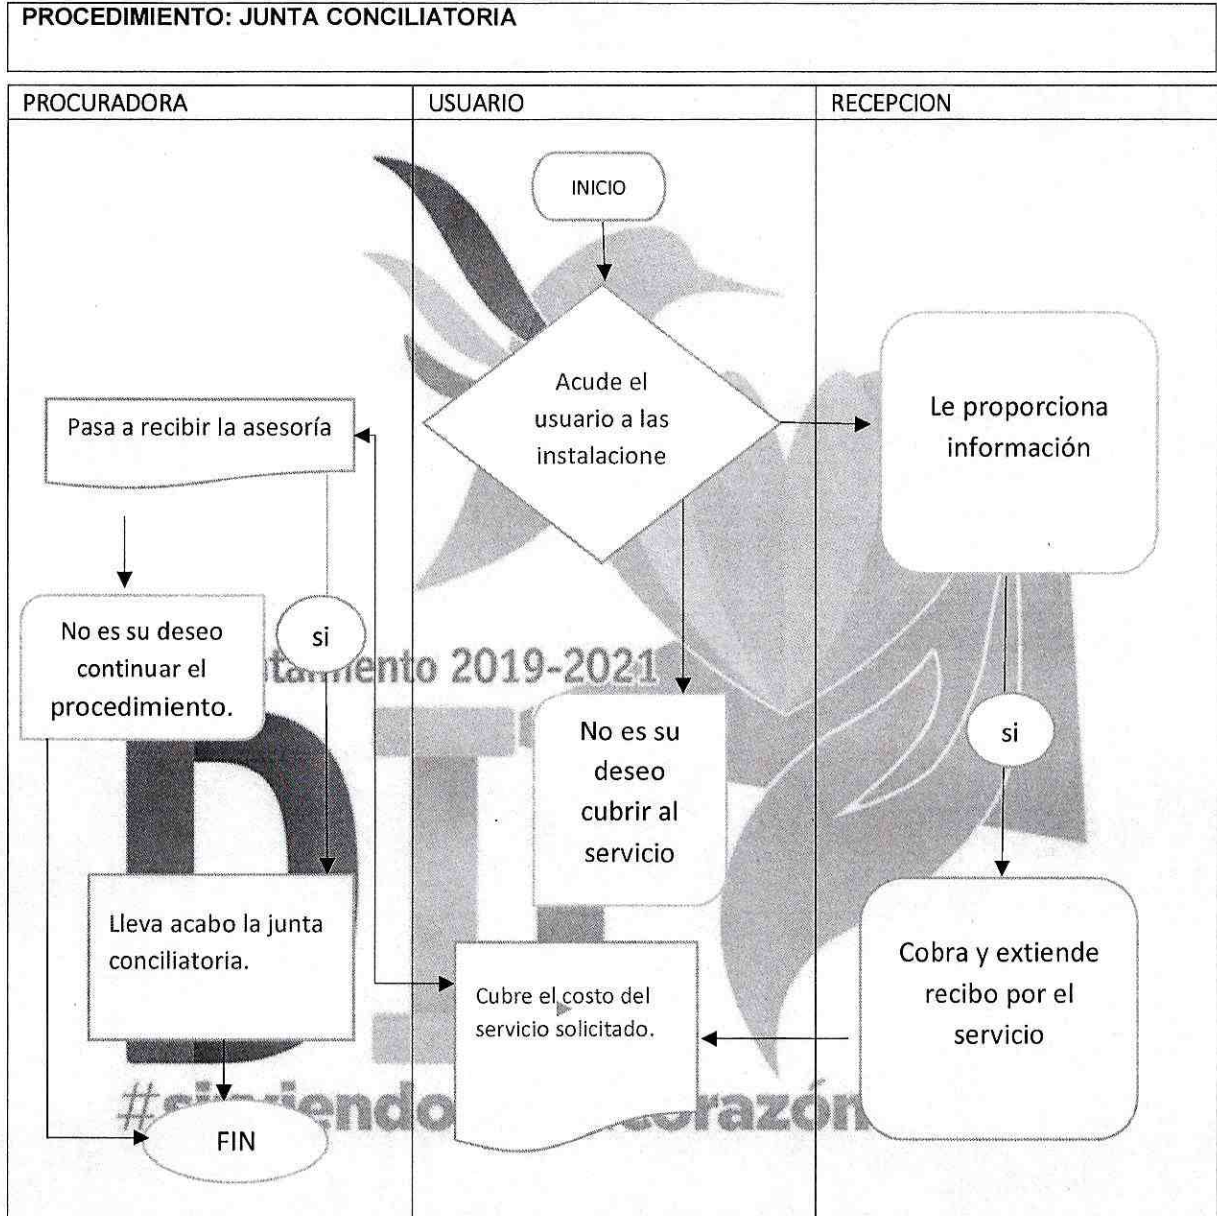 PROCEDIMIENTO: JUNTA CONCILIATORIA
PROCURADORA
USUARIO
RECEPCION
INICIO
Acude el
usuario a las
instalacione
Le proporciona
información
Pasa a recibir la asesoría
No es su deseo
continuar el
procedimiento.
si
2019-2021
No es su
deseo
cubrir al
servicio
si
Lleva acabo la junta
conciliatoria.
Cubre el costo del
servicio solicitado.
Cobra y extiende
recibo por el
servicio
FIN